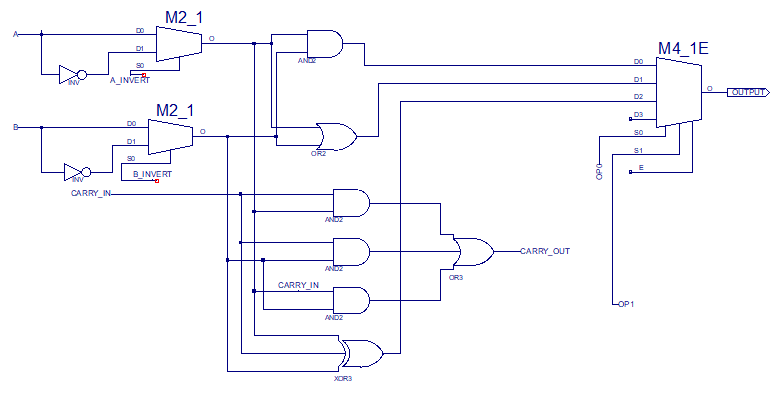 M2_1
A
D0
D1
O
S0
INV
A_INVERT
AND2
M4_1E
D0
D1
D2
D3
S0
S1
E
O
OUTPUT
OP0
OP1
M2_1
B
D0
D1
O
S0
INV
B_INVERT
OR2
CARRY_IN
AND2
AND2
CARRY_IN
AND2
OR3
CARRY_OUT
XOR3